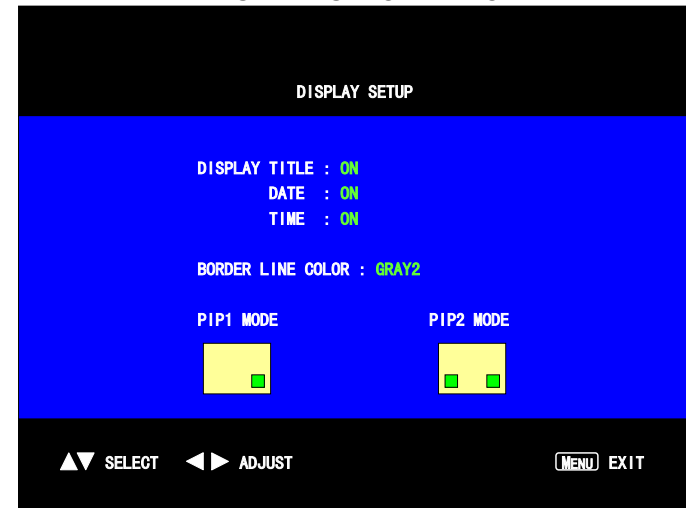 DISPLAY SETUP
DISPLAY TITLE : ON
DATE : ON
TIME : ON
BORDER LINE COLOR : GRAY2
PIP1 MODE PIP2 MODE
SELECT ADJUST MENU EXIT